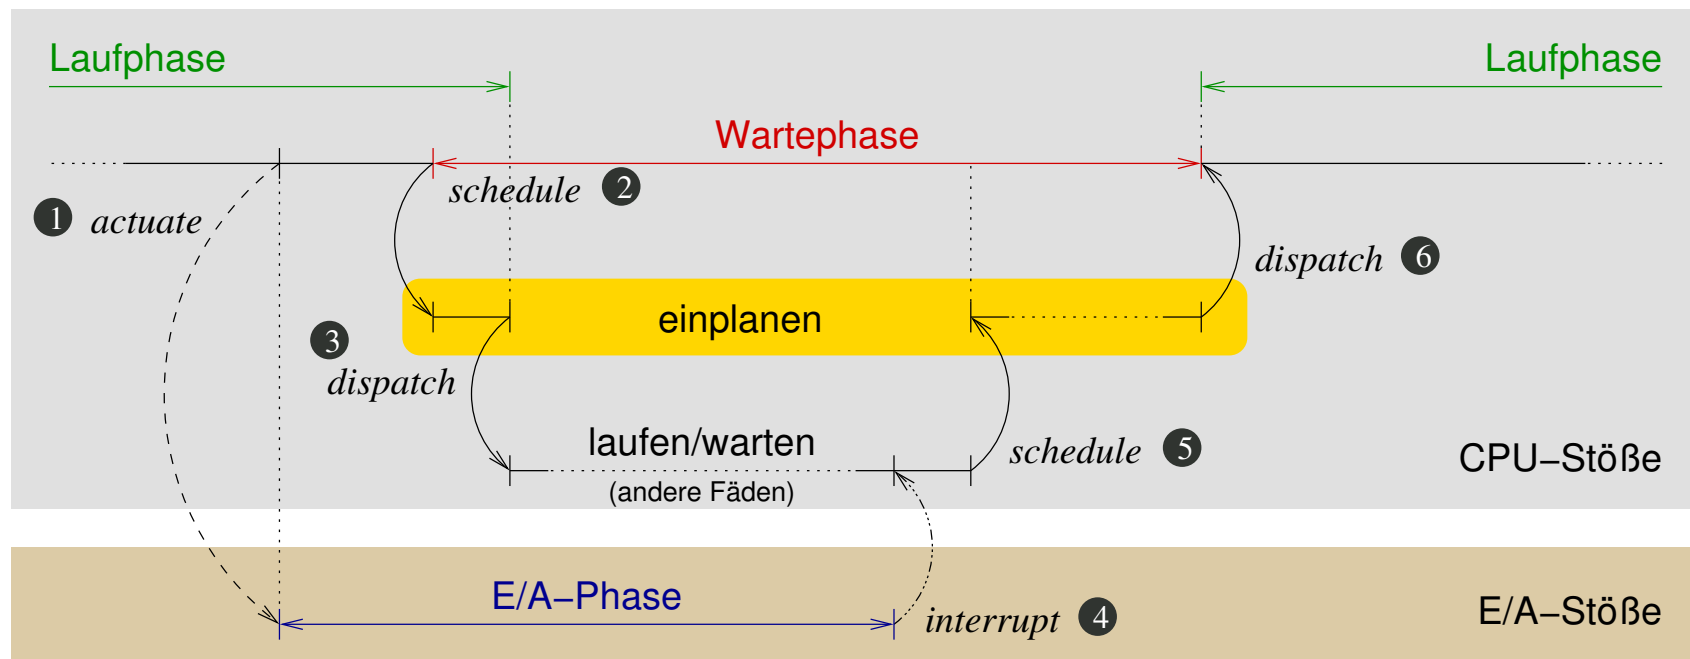 Laufphase
Laufphase
Wartephase
schedule 2
1 actuate
dispatch 6
einplanen
3
dispatch
laufen/warten
(andere Fäden)
schedule 5
CPU–Stöße
E/A–Phase
interrupt 4
E/A–Stöße